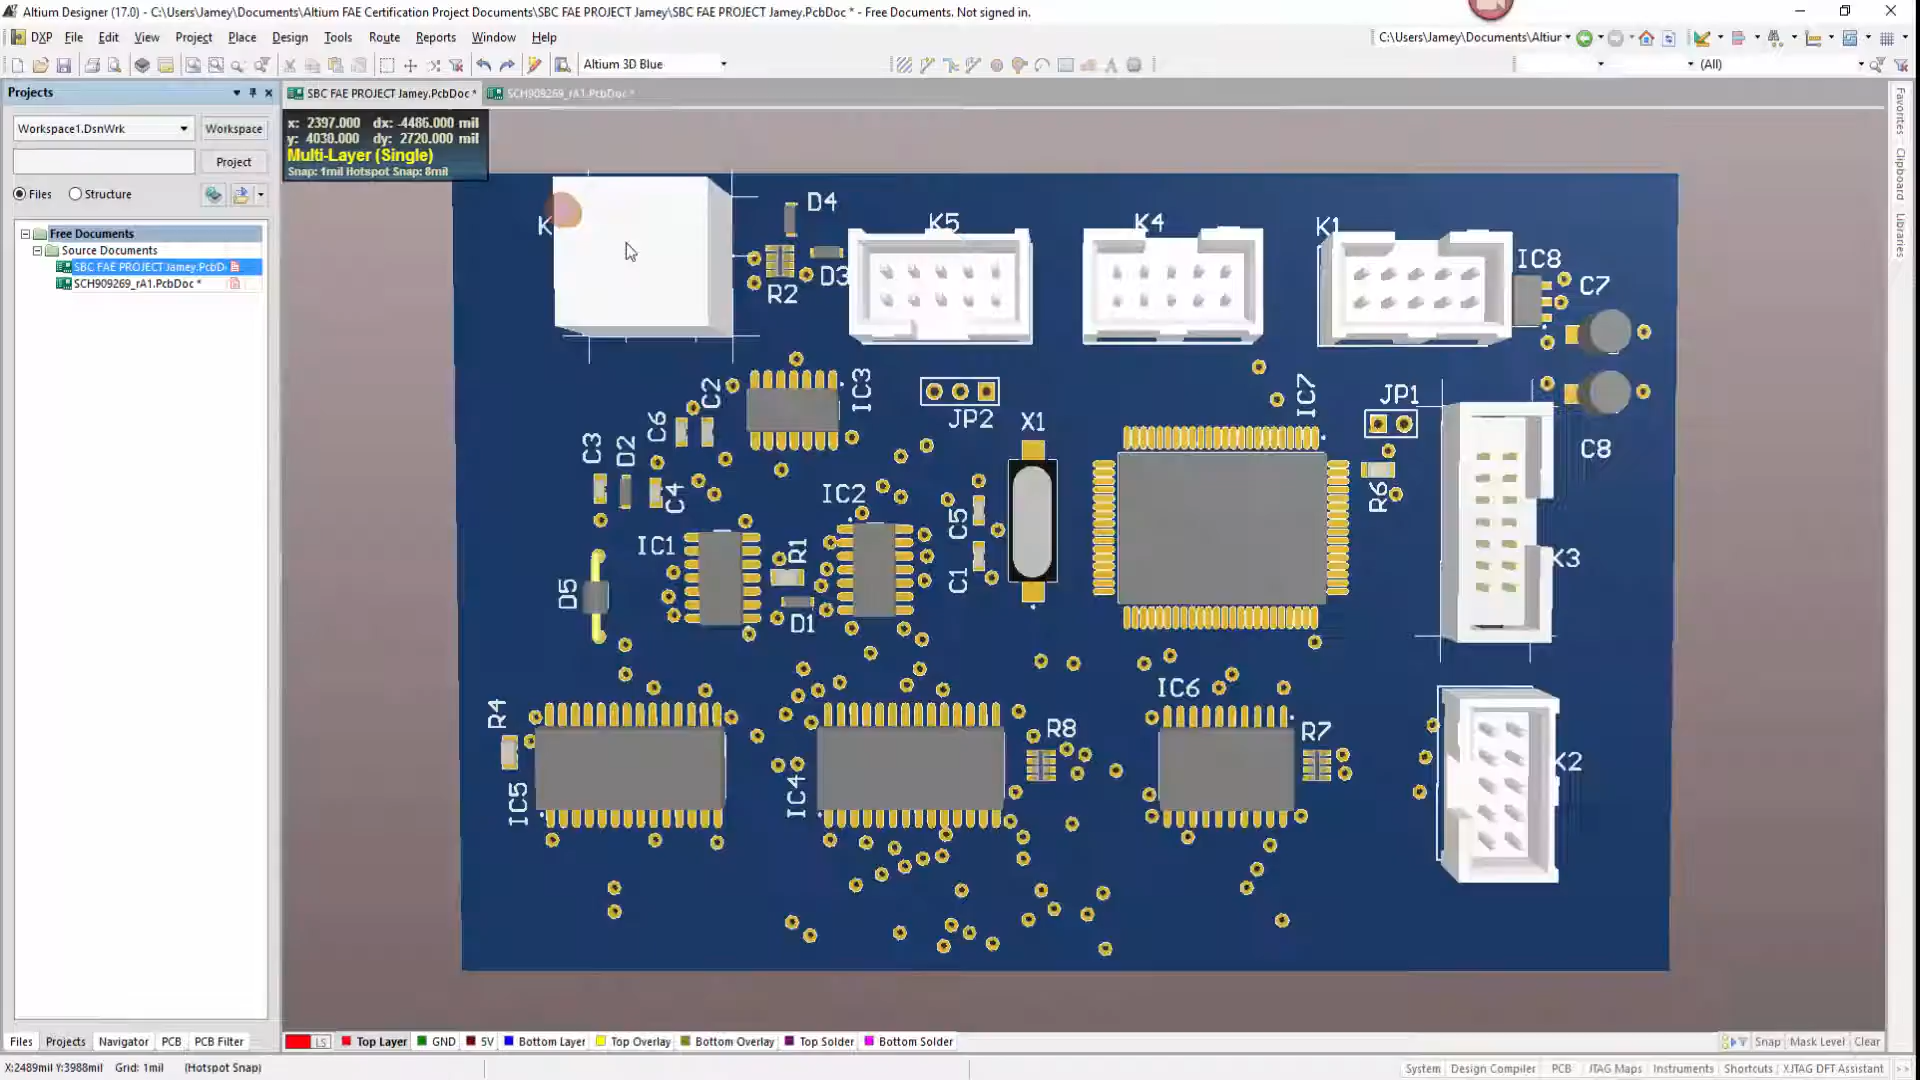 Altium Designer (17.0) - C:\Users\Jamey\Documents\Altium FAE Certification Project Documents\SBC FAE PROJECT Jamey\SBC FAE PROJECT Jamey.PcbDoc * - Free Documents. Not signed in.
DXP File Edit View Project Place Design Tools Route Reports Window Help
C:\Users\Jamey\Documents\Altiur
Altium 3D Blue
(All)
Projects
SBC FAE PROJECT Jamey.PcbDoc *
SCH909269_rA1.PcbDoc *
Favorites
Clipboard
Libraries
Workspace1.DsnWrk
Workspace
Project
Files
Structure
Free Documents
Source Documents
SBC FAE PROJECT Jamey.PcbD
SCH909269_rA1.PcbDoc *
x: 2397.000 dx: -4486.000 mil
y: 4030.000 dy: 2720.000 mil
Multi-Layer (Single)
Snap: 1mil Hotspot Snap: 8mil
K
D4
D3
R2
K5
K4
K1
IC8
C7
C8
IC3
C2
C6
C3
D2
C4
JP2
X1
IC7
JP1
R6
K3
IC1
R1
D1
IC2
C5
C1
D5
R4
IC5
IC4
R8
IC6
R7
K2
Files Projects Navigator PCB PCB Filter
LS Top Layer GND 5V Bottom Layer Top Overlay Bottom Overlay Top Solder Bottom Solder
Snap Mask Level Clear
X:2489mil Y:3988mil Grid: 1mil (Hotspot Snap)
System Design Compiler PCB JTAG Maps Instruments Shortcuts XJTAG DFT Assistant >>